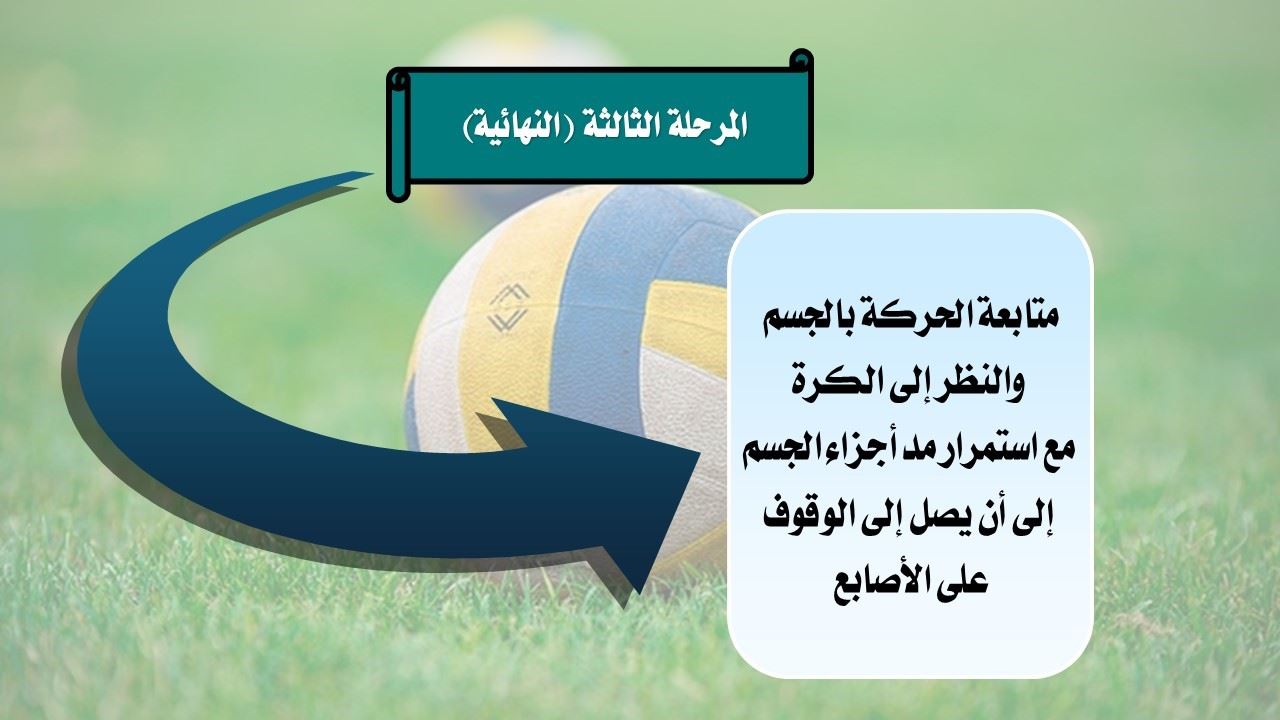 المرحلة الثالثة (النهائية)
متابعة الحركة بالجسم
والنظر إلى الكرة
مع استمرار مد أجزاء الجسم
إلى أن يصل إلى الوقوف
على الأصابع